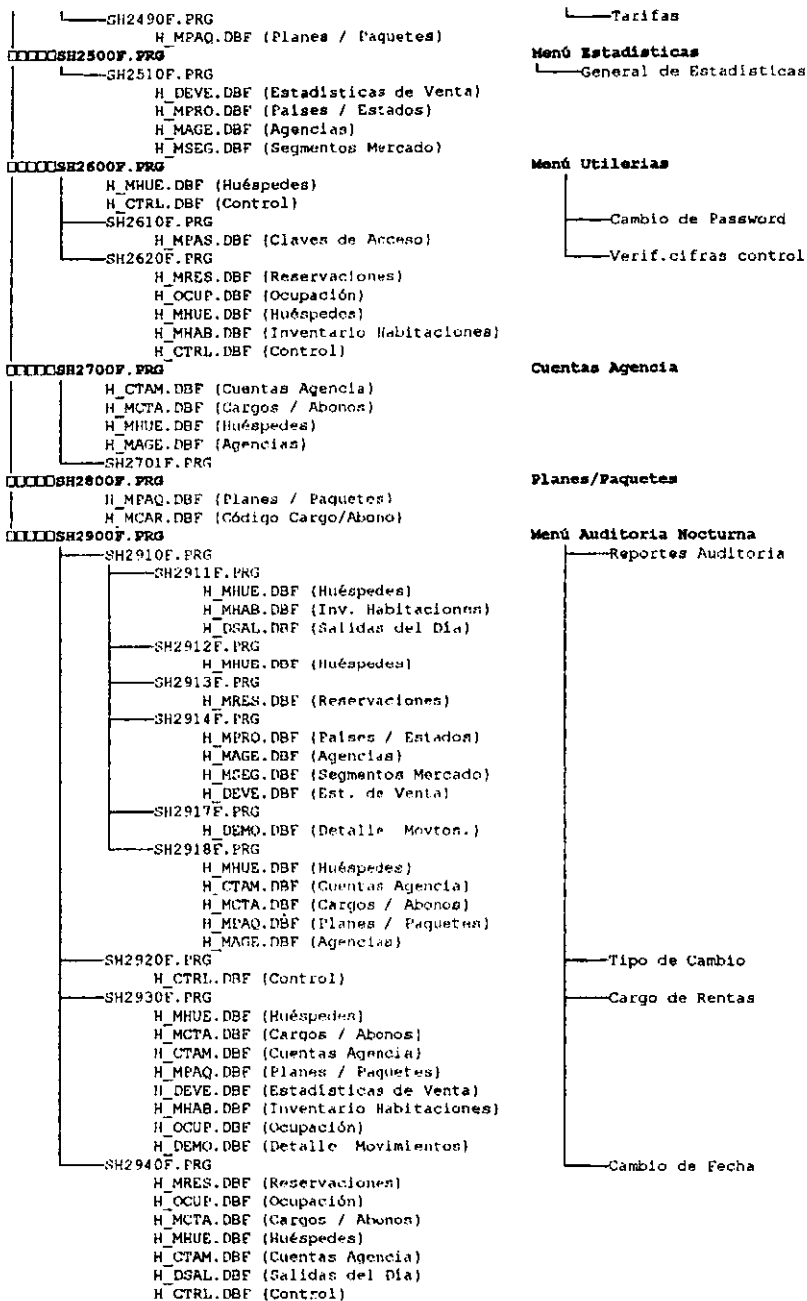 SH2490F.PRG Tarifas
H_MPAQ.DBF (Planes / Paquetes)
SH2500F.PRG Menú Estadisticas
SH2510F.PRG General de Estadísticas
H_DEVE.DBF (Estadisticas de Venta)
H_MPRO.DBF (Paises / Estados)
H_MAGE.DBF (Agencias)
H_MSEG.DBF (Segmentos Mercado)
SH2600F.PRG Menú Utilerias
H_MHUE.DBF (Huéspedes)
H_CTRL.DBF (Control)
SH2610F.PRG Cambio de Password
H_MPAS.DBF (Claves de Acceso)
SH2620F.PRG Verif.cifras control
H_MRES.DBF (Reservaciones)
H_OCUP.DBF (Ocupación)
H_MHUE.DBF (Huéspedes)
H_MHAB.DBF (Inventario Habitaciones)
H_CTRL.DBF (Control)
SH2700F.PRG Cuentas Agencia
H_CTAM.DBF (Cuentas Agencia)
H_MCTA.DBF (Cargos / Abonos)
H_MHUE.DBF (Huéspedes)
H_MAGE.DBF (Agencias)
SH2701F.PRG
SH2800F.PRG Planes/Paquetes
H_MPAQ.DBF (Planes / Paquetes)
H_MCAR.DBF (Código Cargo/Abono)
SH2900F.PRG Menú Auditoria Nocturna
SH2910F.PRG Reportes Auditoria
SH2911F.PRG
H_MHUE.DBF (Huéspedes)
H_MHAB.DBF (Inv. Habitaciones)
H_DSAL.DBF (Salidas del Día)
SH2912F.PRG
H_MHUE.DBF (Huéspedes)
SH2913F.PRG
H_MRES.DBF (Reservaciones)
SH2914F.PRG
H_MPRO.DBF (Paises / Estados)
H_MAGE.DBF (Agencias)
H_MSEG.DBF (Segmentos Mercado)
H_DEVE.DBF (Est. de Venta)
SH2917F.PRG
H_DEMO.DBF (Detalle Movtos.)
SH2918F.PRG
H_MHUE.DBF (Huéspedes)
H_CTAM.DBF (Cuentas Agencia)
H_MCTA.DBF (Cargos / Abonos)
H_MPAQ.DBF (Planes / Paquetes)
H_MAGE.DBF (Agencias)
SH2920F.PRG Tipo de Cambio
H_CTRL.DBF (Control)
SH2930F.PRG Cargo de Rentas
H_MHUE.DBF (Huéspedes)
H_MCTA.DBF (Cargos / Abonos)
H_CTAM.DBF (Cuentas Agencia)
H_MPAQ.DBF (Planes / Paquetes)
H_DEVE.DBF (Estadísticas de Venta)
H_MHAB.DBF (Inventario Habitaciones)
H_OCUP.DBF (Ocupación)
H_DEMO.DBF (Detalle Movimientos)
SH2940F.PRG Cambio de Fecha
H_MRES.DBF (Reservaciones)
H_OCUP.DBF (Ocupación)
H_MCTA.DBF (Cargos / Abonos)
H_MHUE.DBF (Huéspedes)
H_CTAM.DBF (Cuentas Agencia)
H_DSAL.DBF (Salidas del Día)
H_CTRL.DBF (Control)